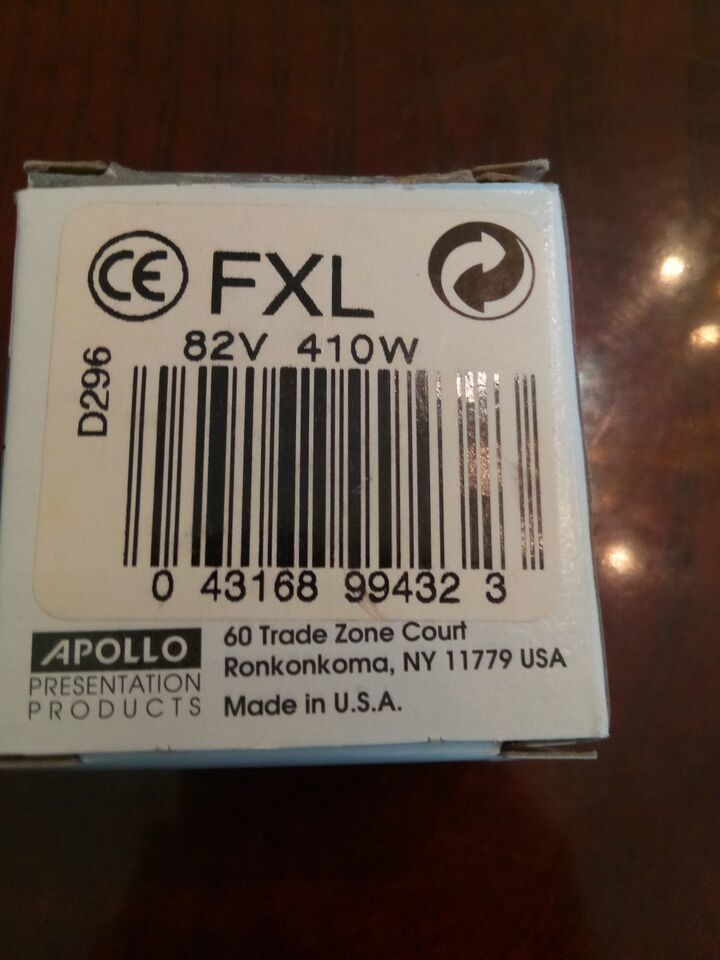 CE FXL
82V 410W
D296
0 43168 99432 3
APOLLO
PRESENTATION
PRODUCTS
60 Trade Zone Court
Ronkonkoma, NY 11779 USA
Made in U.S.A.